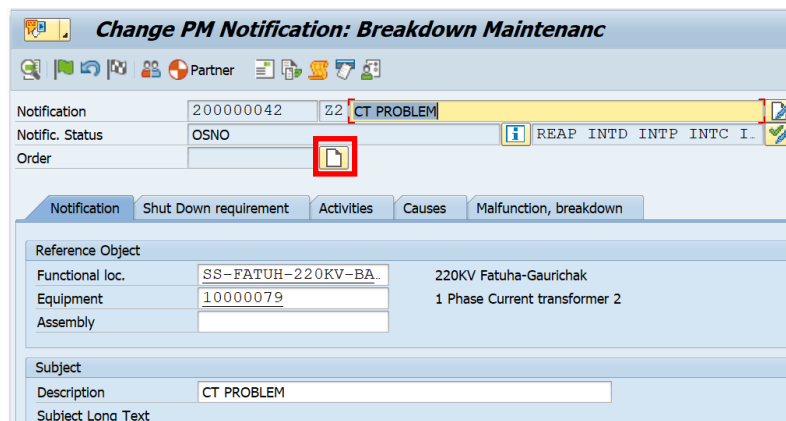 Change PM Notification: Breakdown Maintenanc
Partner
Notification 200000042 Z2 CT PROBLEM
Notific. Status OSNO REAP INTD INTP INTC I..
Order
Notification Shut Down requirement Activities Causes Malfunction, breakdown
Reference Object
Functional loc. SS-FATUH-220KV-BA.. 220KV Fatuha-Gaurichak
Equipment 10000079 1 Phase Current transformer 2
Assembly
Subject
Description CT PROBLEM
Subject Long Text